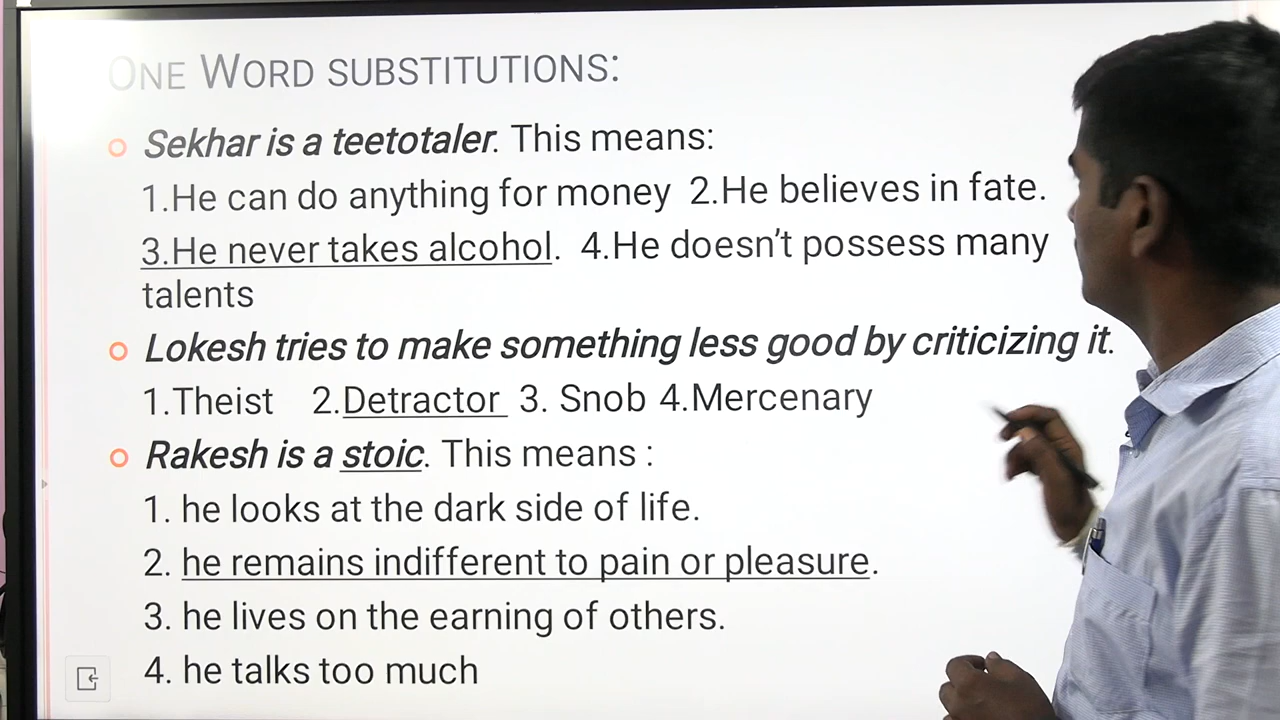 ONE WORD SUBSTITUTIONS:
Sekhar is a teetotaler. This means:
1.He can do anything for money 2.He believes in fate.
3.He never takes alcohol. 4.He doesn't possess many
talents
Lokesh tries to make something less good by criticizing it.
1.Theist 2.Detractor 3. Snob 4.Mercenary
Rakesh is a stoic. This means :
1. he looks at the dark side of life.
2. he remains indifferent to pain or pleasure.
3. he lives on the earning of others.
4. he talks too much